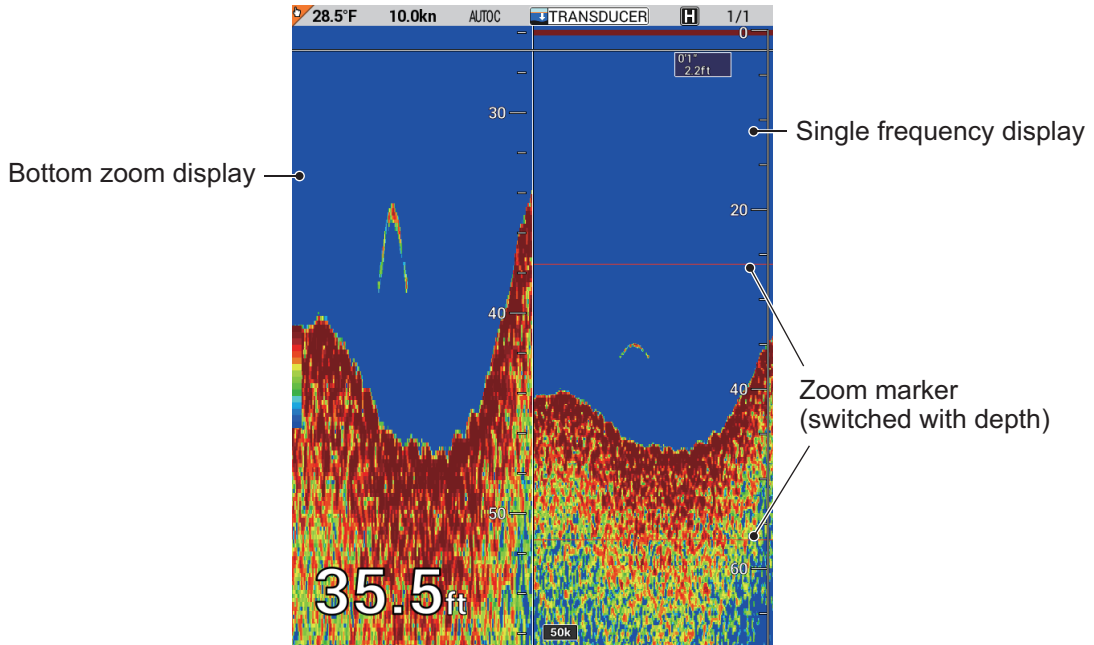 28.5°F 10.0kn AUTOC TRANSDUCER H 1/1
0
0'1"
2.2ft
30
Single frequency display
Bottom zoom display
20
40
Zoom marker
(switched with depth)
40
50
60
35.5ft
50k